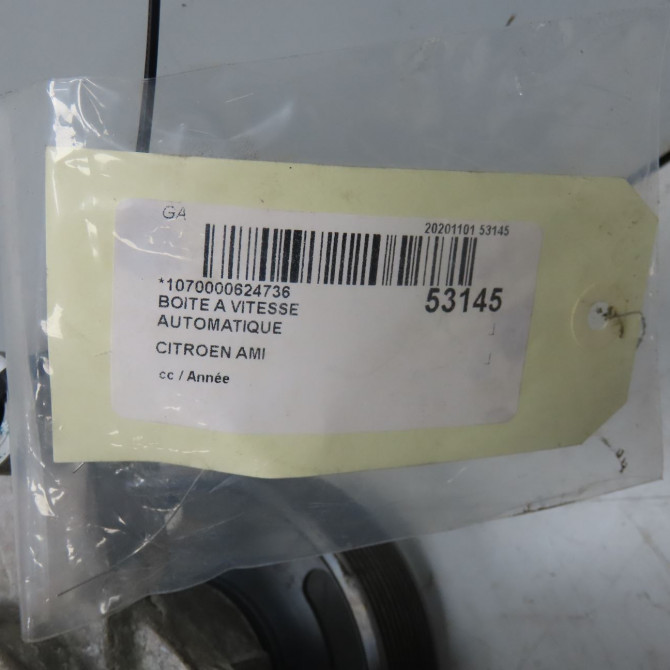 GA
20201101 53145
*1070000624736
53145
BOITE A VITESSE
AUTOMATIQUE
CITROEN AMI
cc / Année